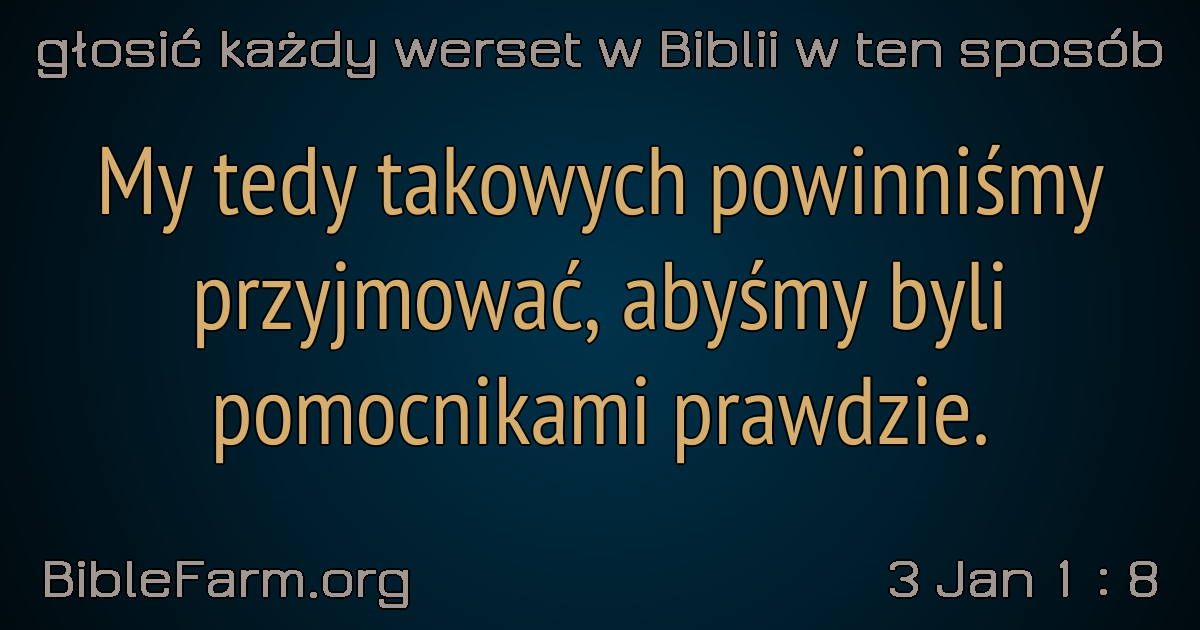 głosić każdy werset w Biblii w ten sposób
My tedy takowych powinniśmy
przyjmować, abyśmy byli
pomocnikami prawdzie.
BibleFarm.org
3 Jan 1 : 8